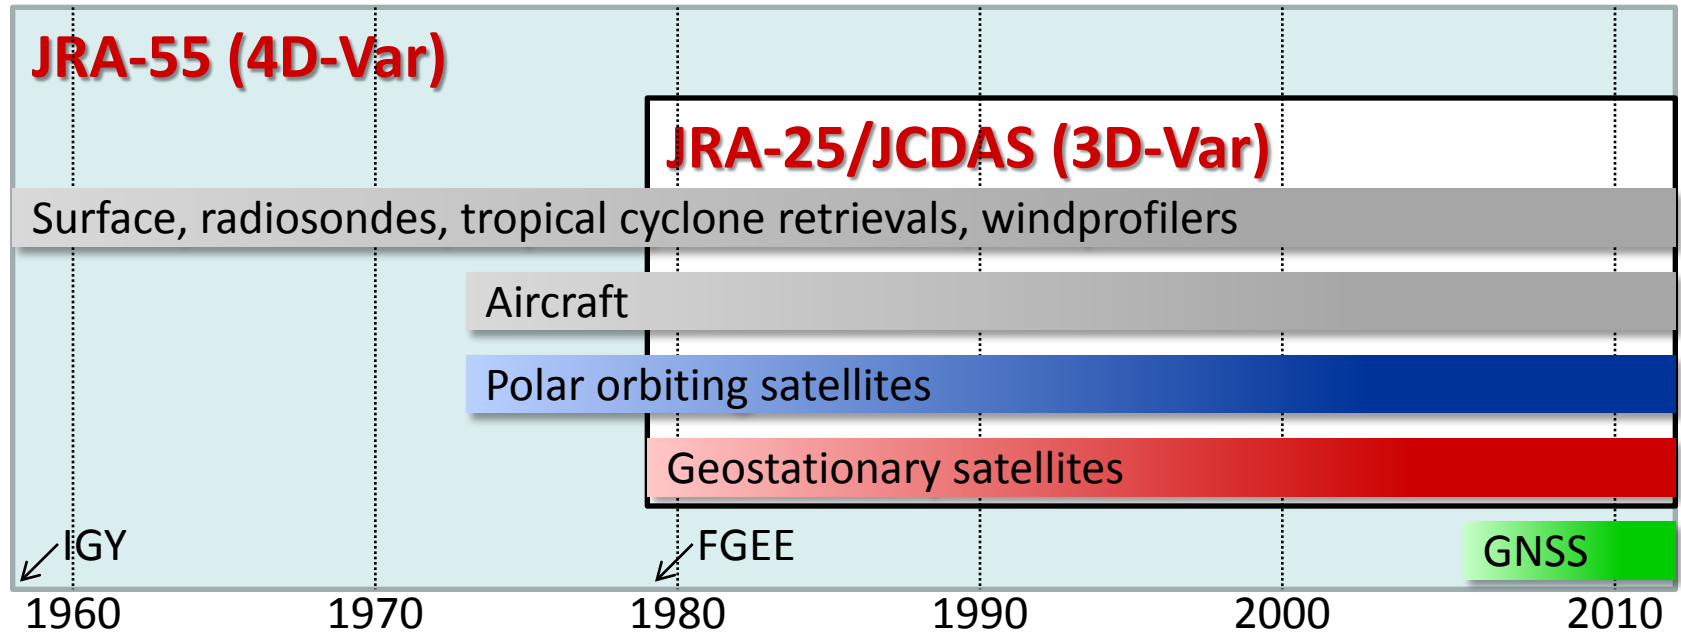 JRA-55 (4D-Var)
JRA-25/JCDAS (3D-Var)
Surface, radiosondes, tropical cyclone retrievals, windprofilers
Aircraft
Polar orbiting satellites
Geostationary satellites
IGY
FGEE
GNSS
1960 1970 1980 1990 2000 2010